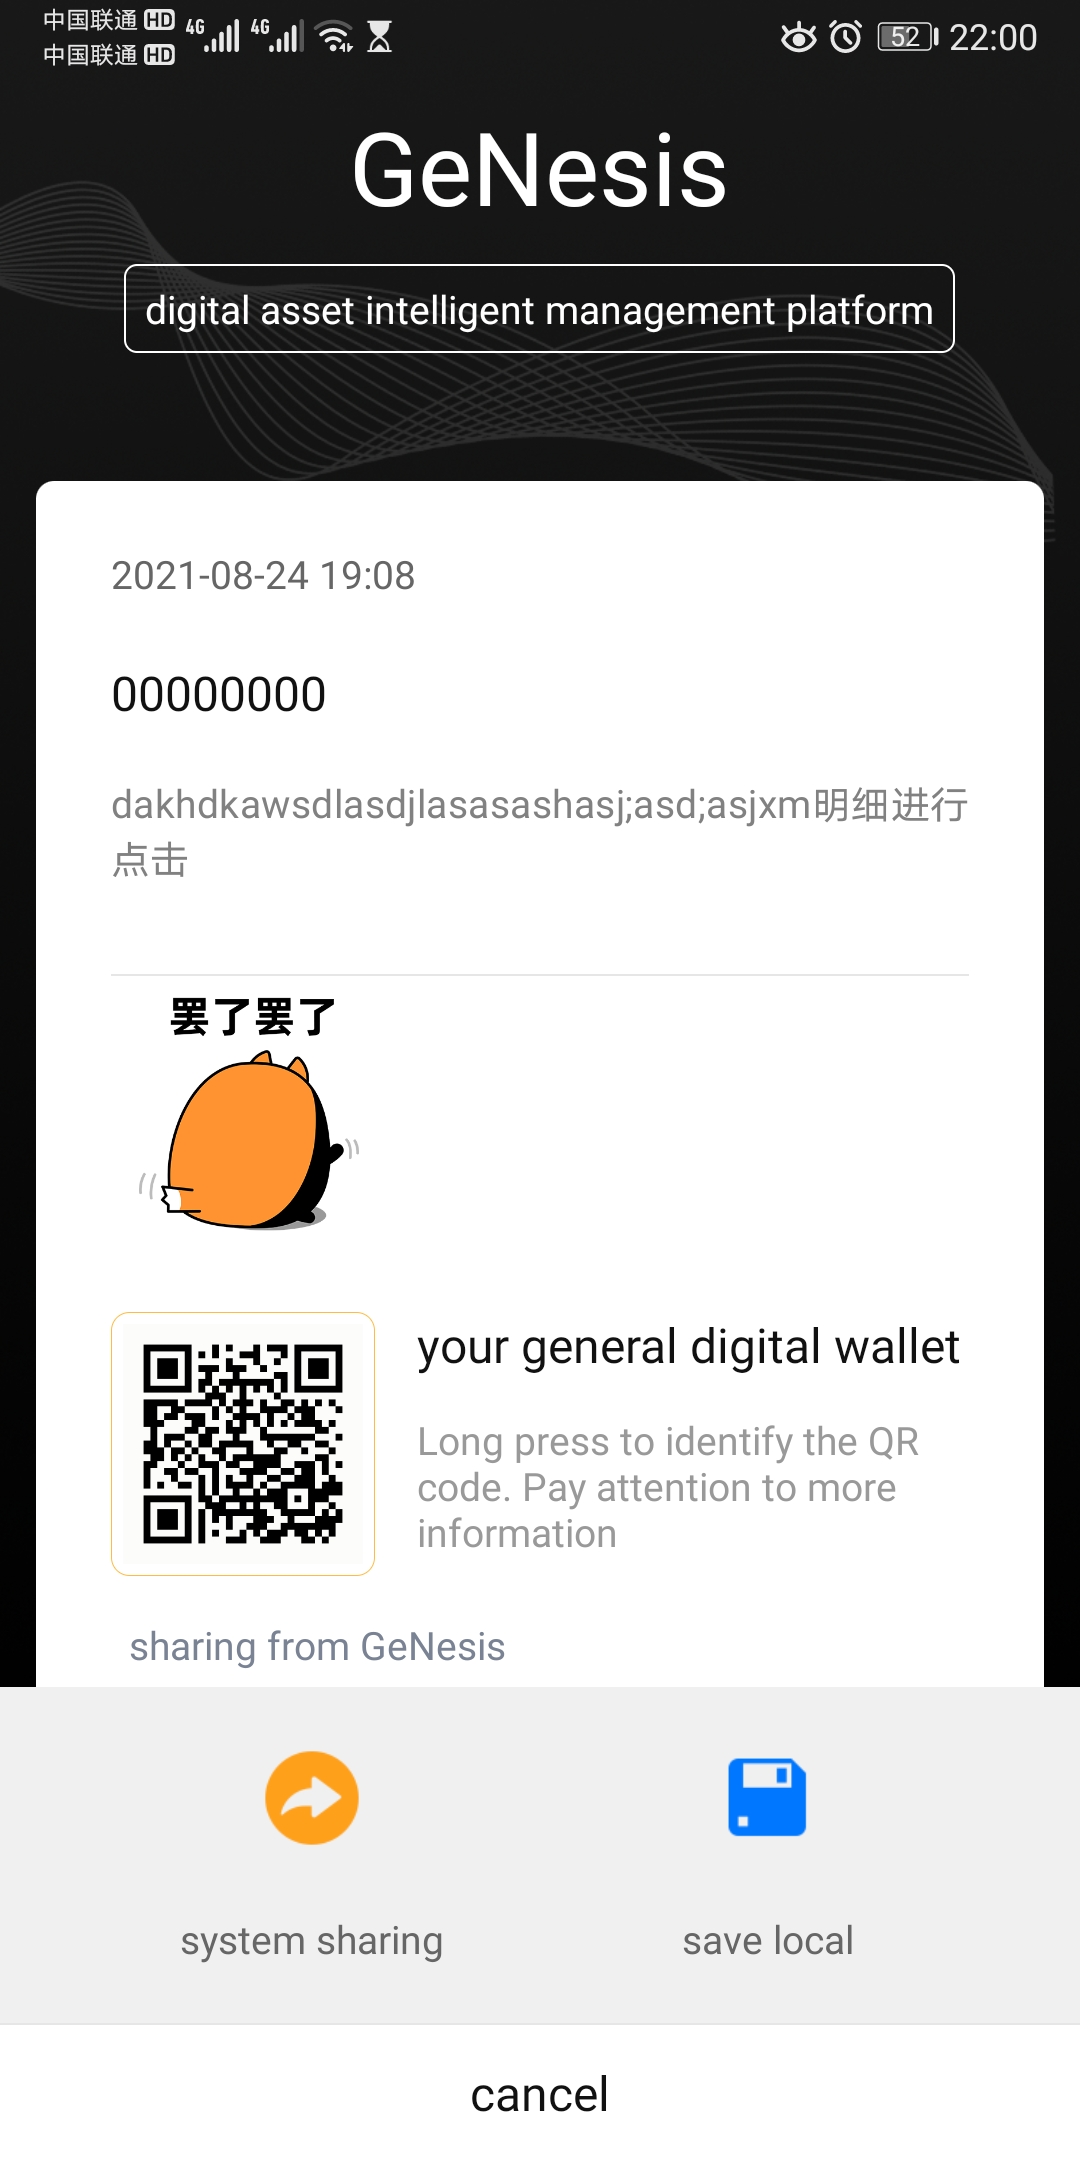 中国联通 HD 4G 4G 52 22:00
中国联通 HD
GeNesis
digital asset intelligent management platform
2021-08-24 19:08
00000000
dakhdkawsdlasdjlasasashasj;asd;asjxm明细进行
点击
罢了罢了
your general digital wallet
Long press to identify the QR
code. Pay attention to more
information
sharing from GeNesis
system sharing
save local
cancel